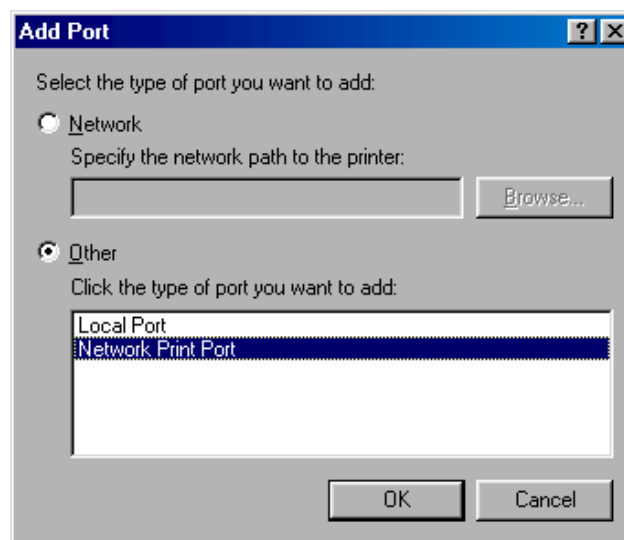 Add Port
Select the type of port you want to add:
Network
Specify the network path to the printer:
Browse...
Other
Click the type of port you want to add:
Local Port
Network Print Port
OK Cancel